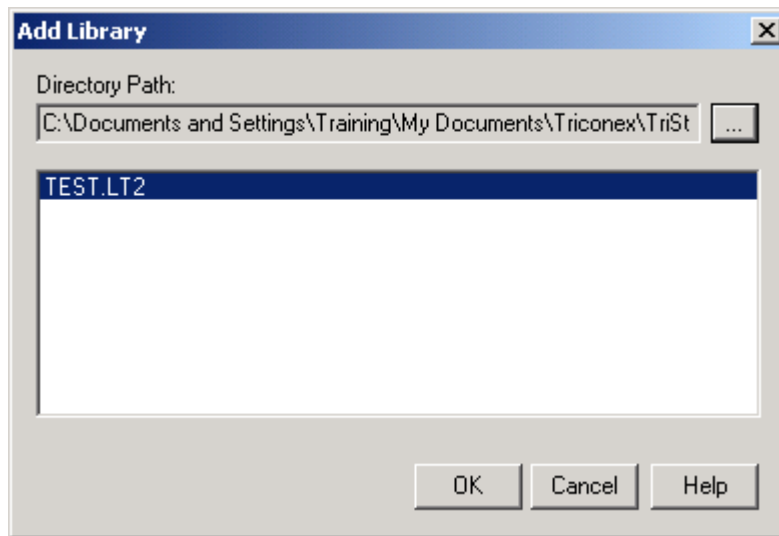 Add Library
Directory Path:
C:\Documents and Settings\Training\My Documents\Triconex\TriSt
...
TEST.LT2
OK Cancel Help